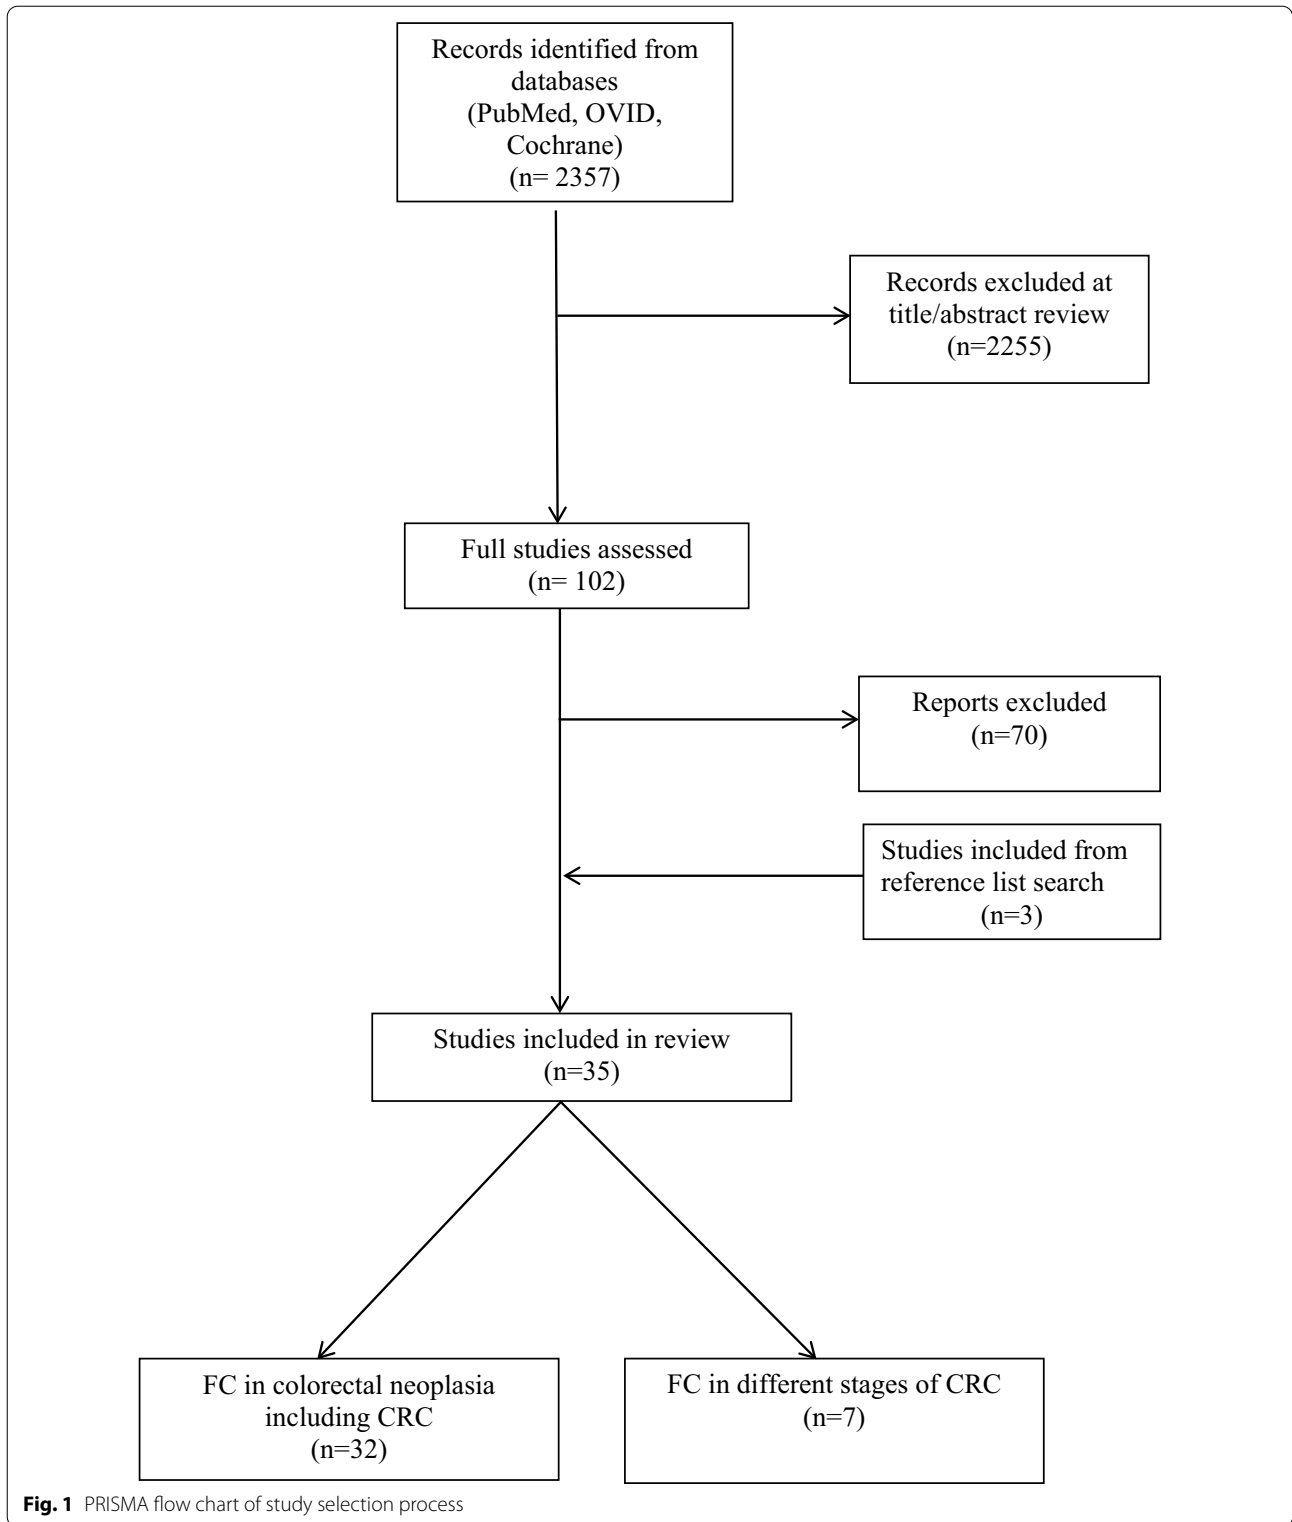 Records identified from
databases
(PubMed, OVID,
Cochrane)
(n= 2357)
Records excluded at
title/abstract review
(n=2255)
Full studies assessed
(n= 102)
Reports excluded
(n=70)
Studies included from
reference list search
(n=3)
Studies included in review
(n=35)
FC in colorectal neoplasia
including CRC
(n=32)
FC in different stages of CRC
(n=7)
Fig. 1 PRISMA flow chart of study selection process